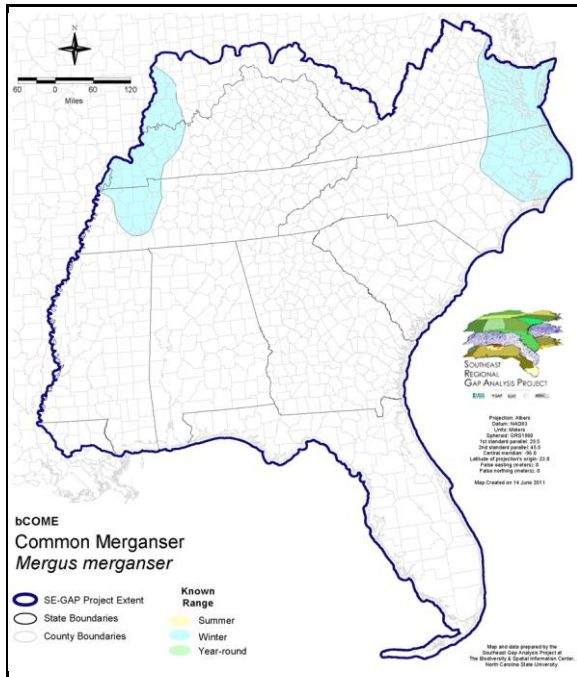 N
60 0 60 120
Miles
SOUTHEAST
REGIONAL
GAP ANALYSIS PROJECT
USGS
Projection: Albers
Datum: NAD83
Units: Meters
Spheroid: GRS1980
1st standard parallel: 29.5
2nd standard parallel: 45.5
Central meridian: -96.0
Latitude of projection's origin: 23.0
False easting (meters): 0
False northing (meters): 0
Map Created on 14 June 2011
bCOME
Common Merganser
Mergus merganser
SE-GAP Project Extent
State Boundaries
County Boundaries
Known
Range
Summer
Winter
Year-round
Map and data prepared by the
Southeast Gap Analysis Project at
The Biodiversity & Spatial Information Center,
North Carolina State University.